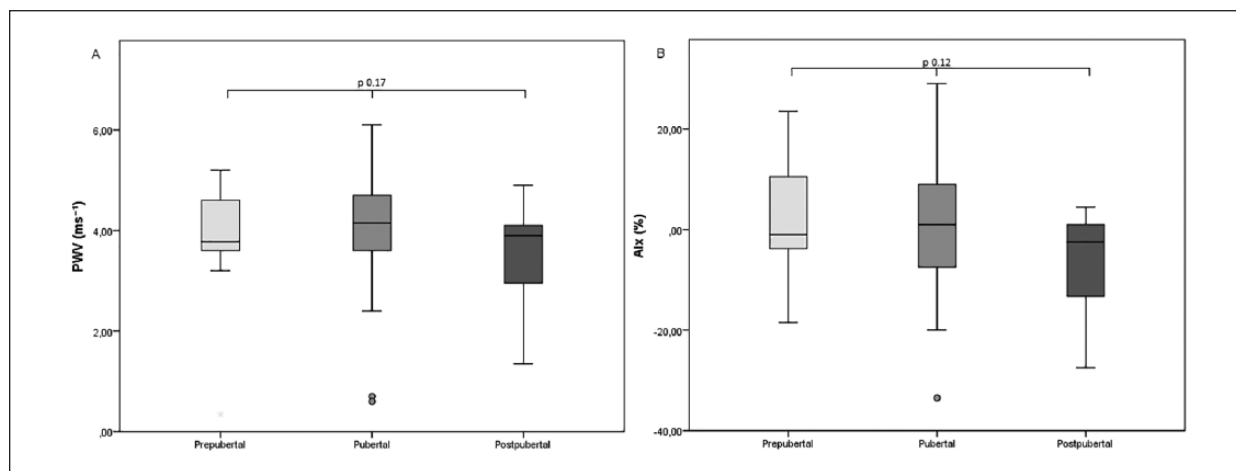 A
p 0.17
6,00
4,00
2,00
,00
PWV (ms⁻¹)
Prepubertal
Pubertal
Postpubertal
B
p 0.12
20,00
,00
-20,00
-40,00
AIx (%)
Prepubertal
Pubertal
Postpubertal